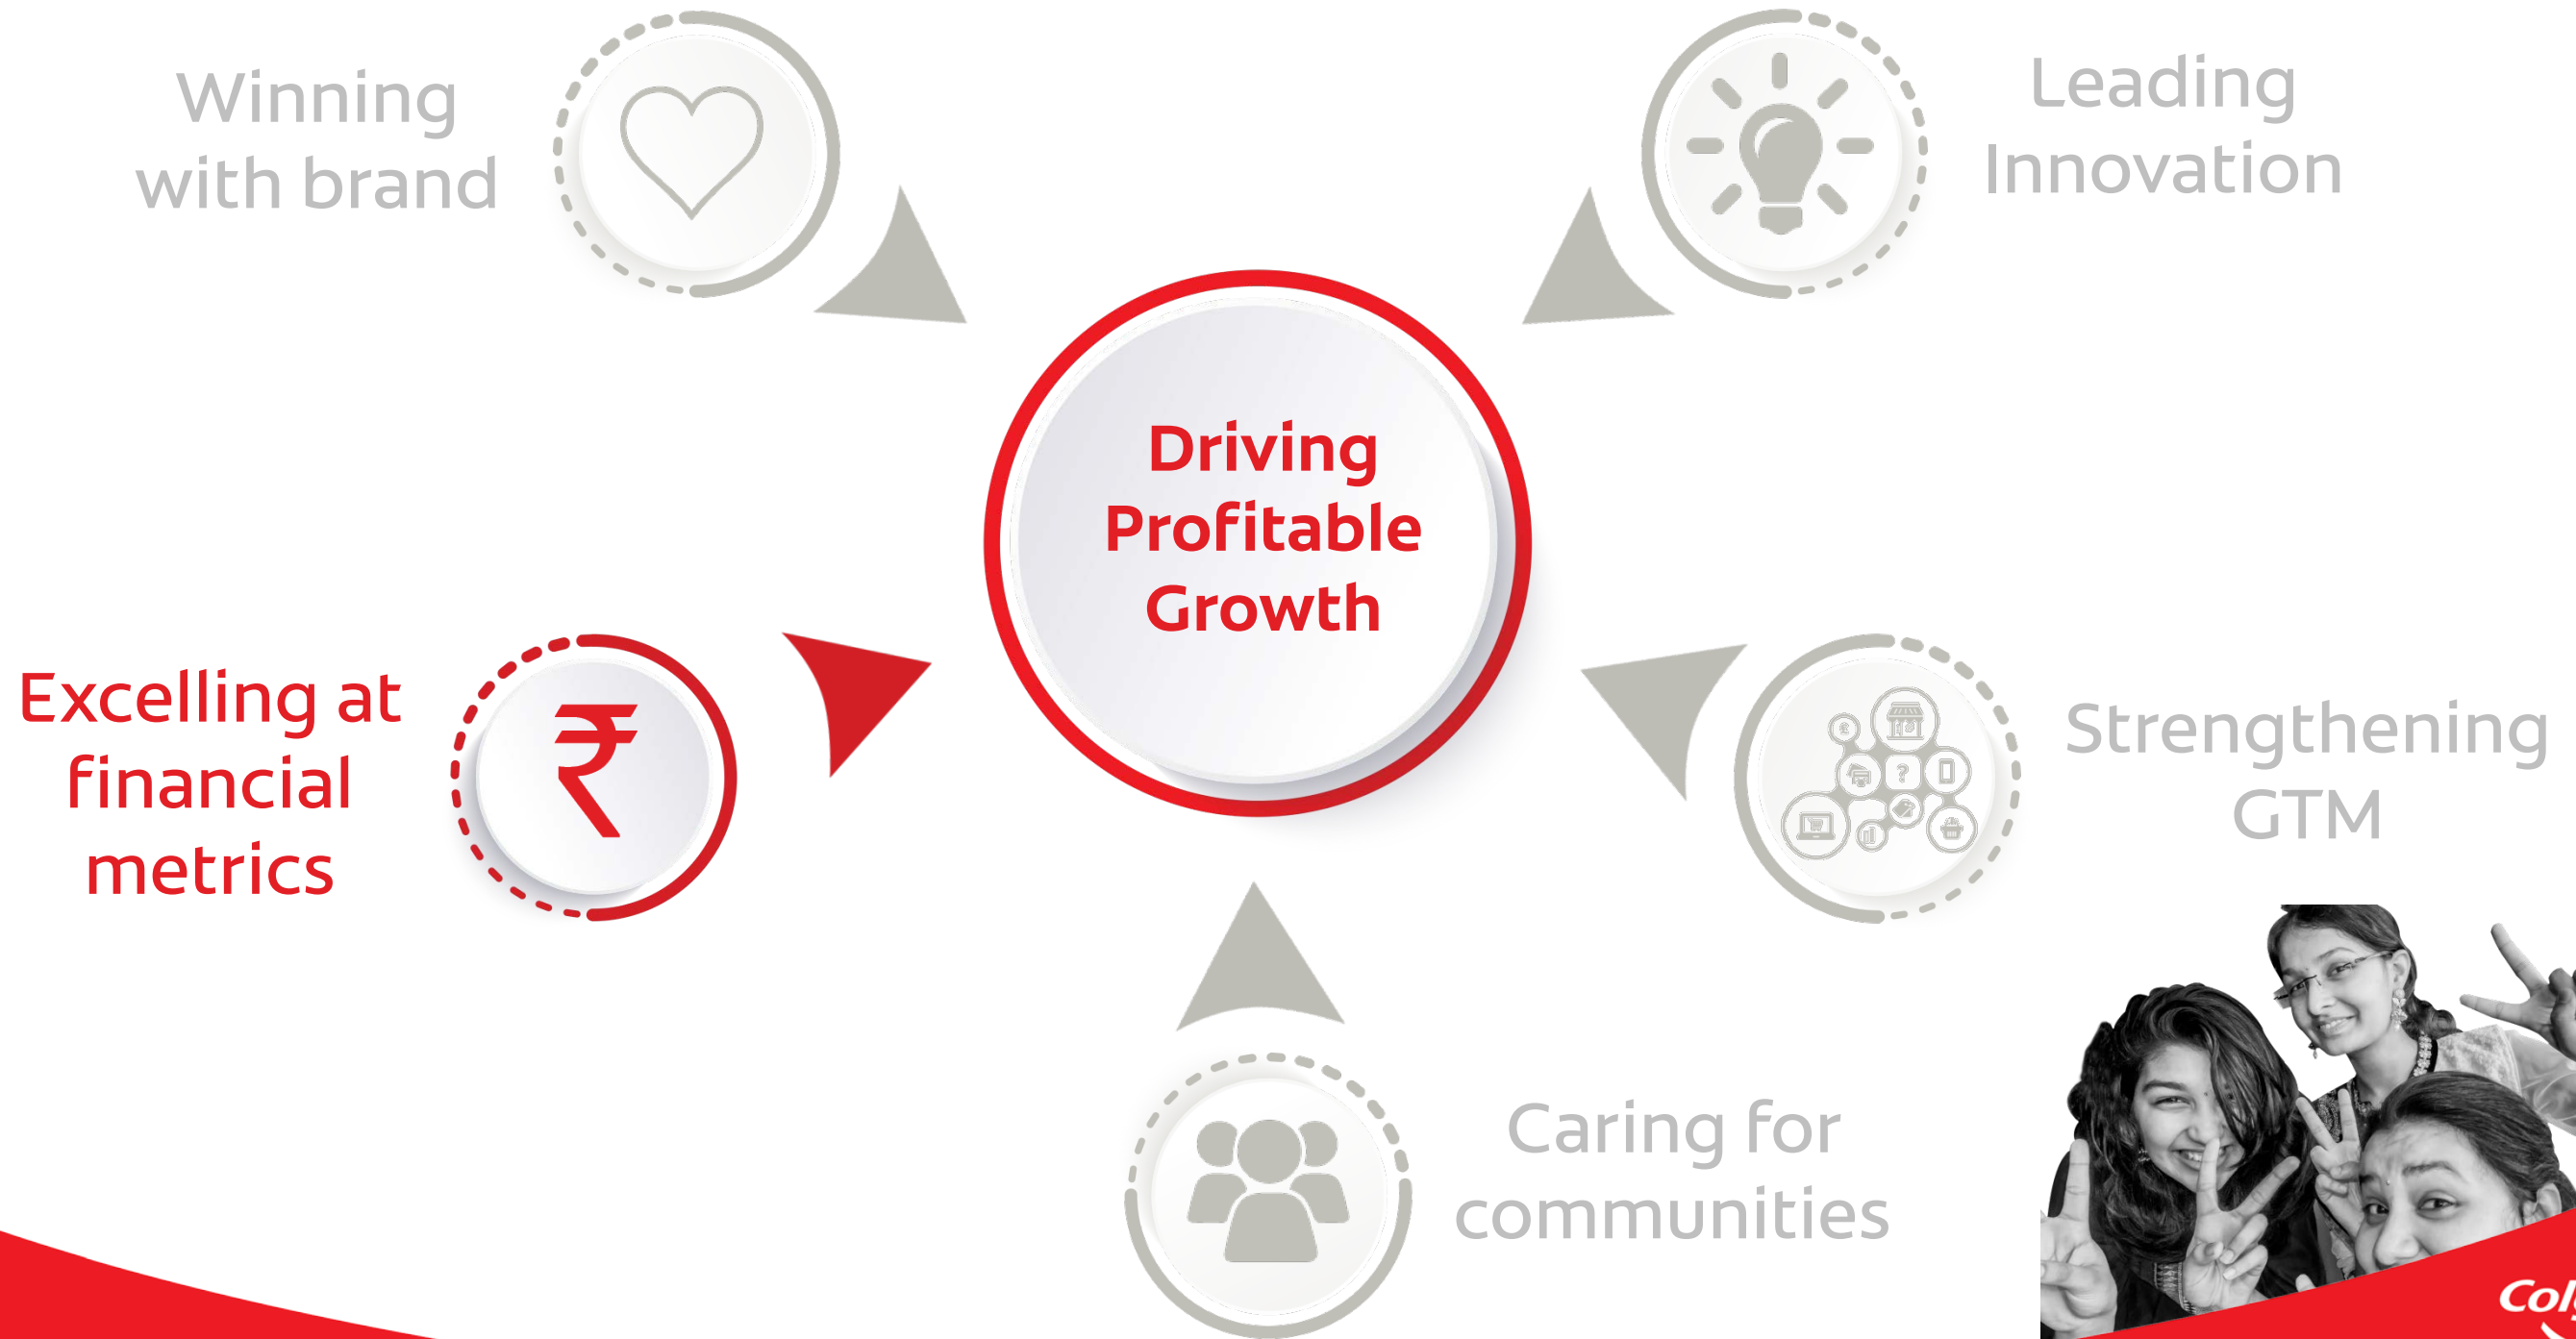 Winning
with brand
Leading
Innovation
Driving
Profitable
Growth
Excelling at
financial
metrics
₹
Strengthening
GTM
Caring for
communities